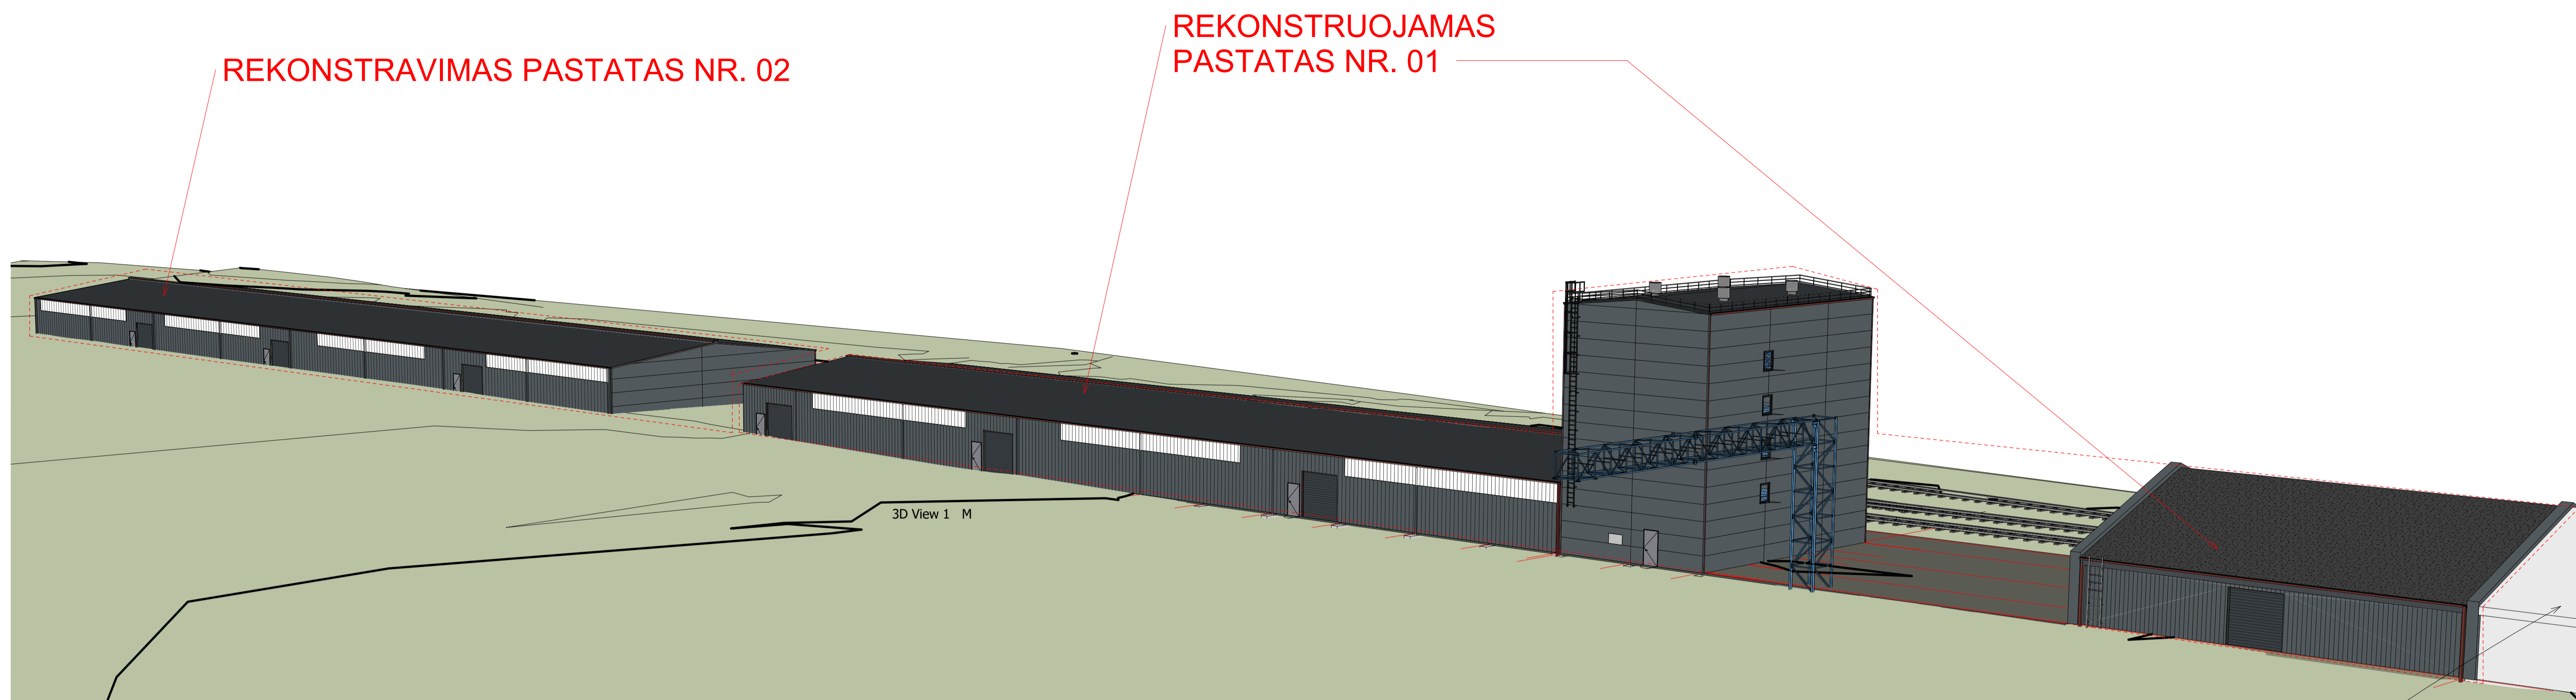 REKONSTRUOJAMAS
PASTATAS NR. 01
REKONSTRAVIMAS PASTATAS NR. 02
3D View 1 M